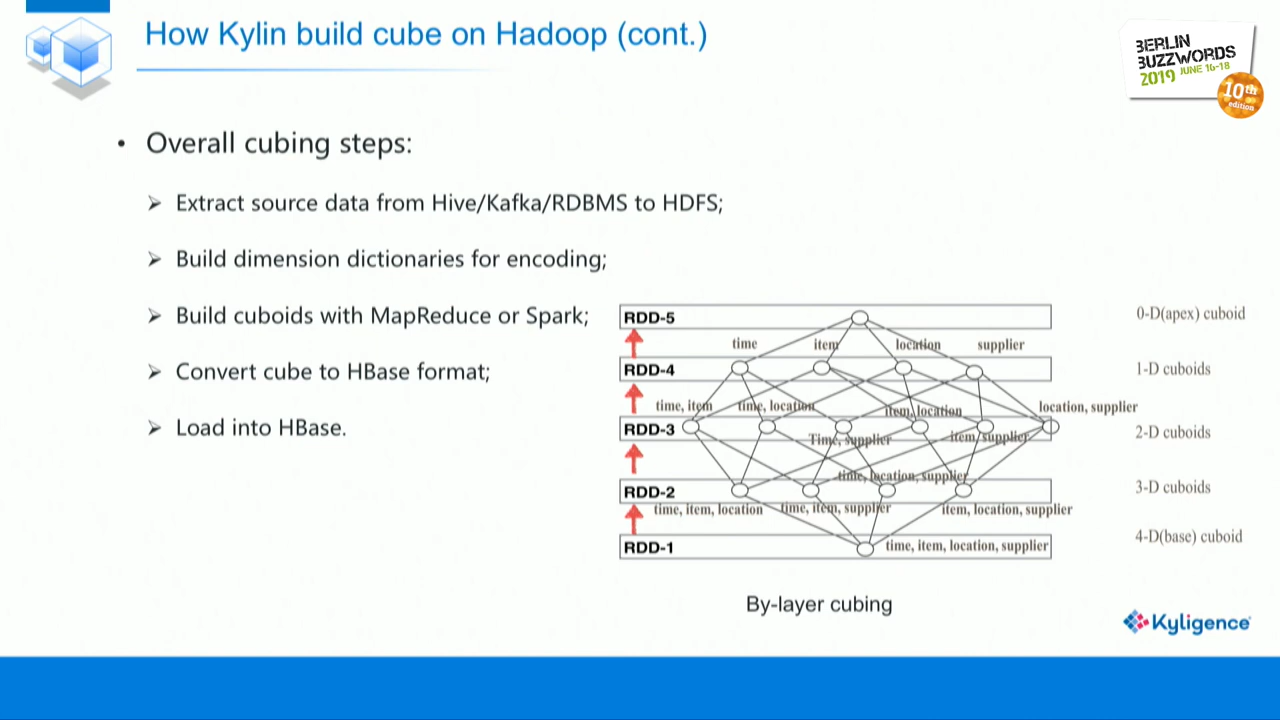 How Kylin build cube on Hadoop (cont.)
BERLIN
BUZZWORDS
2019 JUNE 16-18
10th
edition
• Overall cubing steps:
➢ Extract source data from Hive/Kafka/RDBMS to HDFS;
➢ Build dimension dictionaries for encoding;
➢ Build cuboids with MapReduce or Spark;
➢ Convert cube to HBase format;
➢ Load into HBase.
RDD-5
0-D(apex) cuboid
time
item
location
supplier
RDD-4
1-D cuboids
time, item
time, location
item, location
location, supplier
RDD-3
2-D cuboids
Time, supplier
item, supplier
time, location, supplier
RDD-2
3-D cuboids
time, item, location
time, item, supplier
item, location, supplier
RDD-1
time, item, location, supplier
4-D(base) cuboid
By-layer cubing
Kyligence